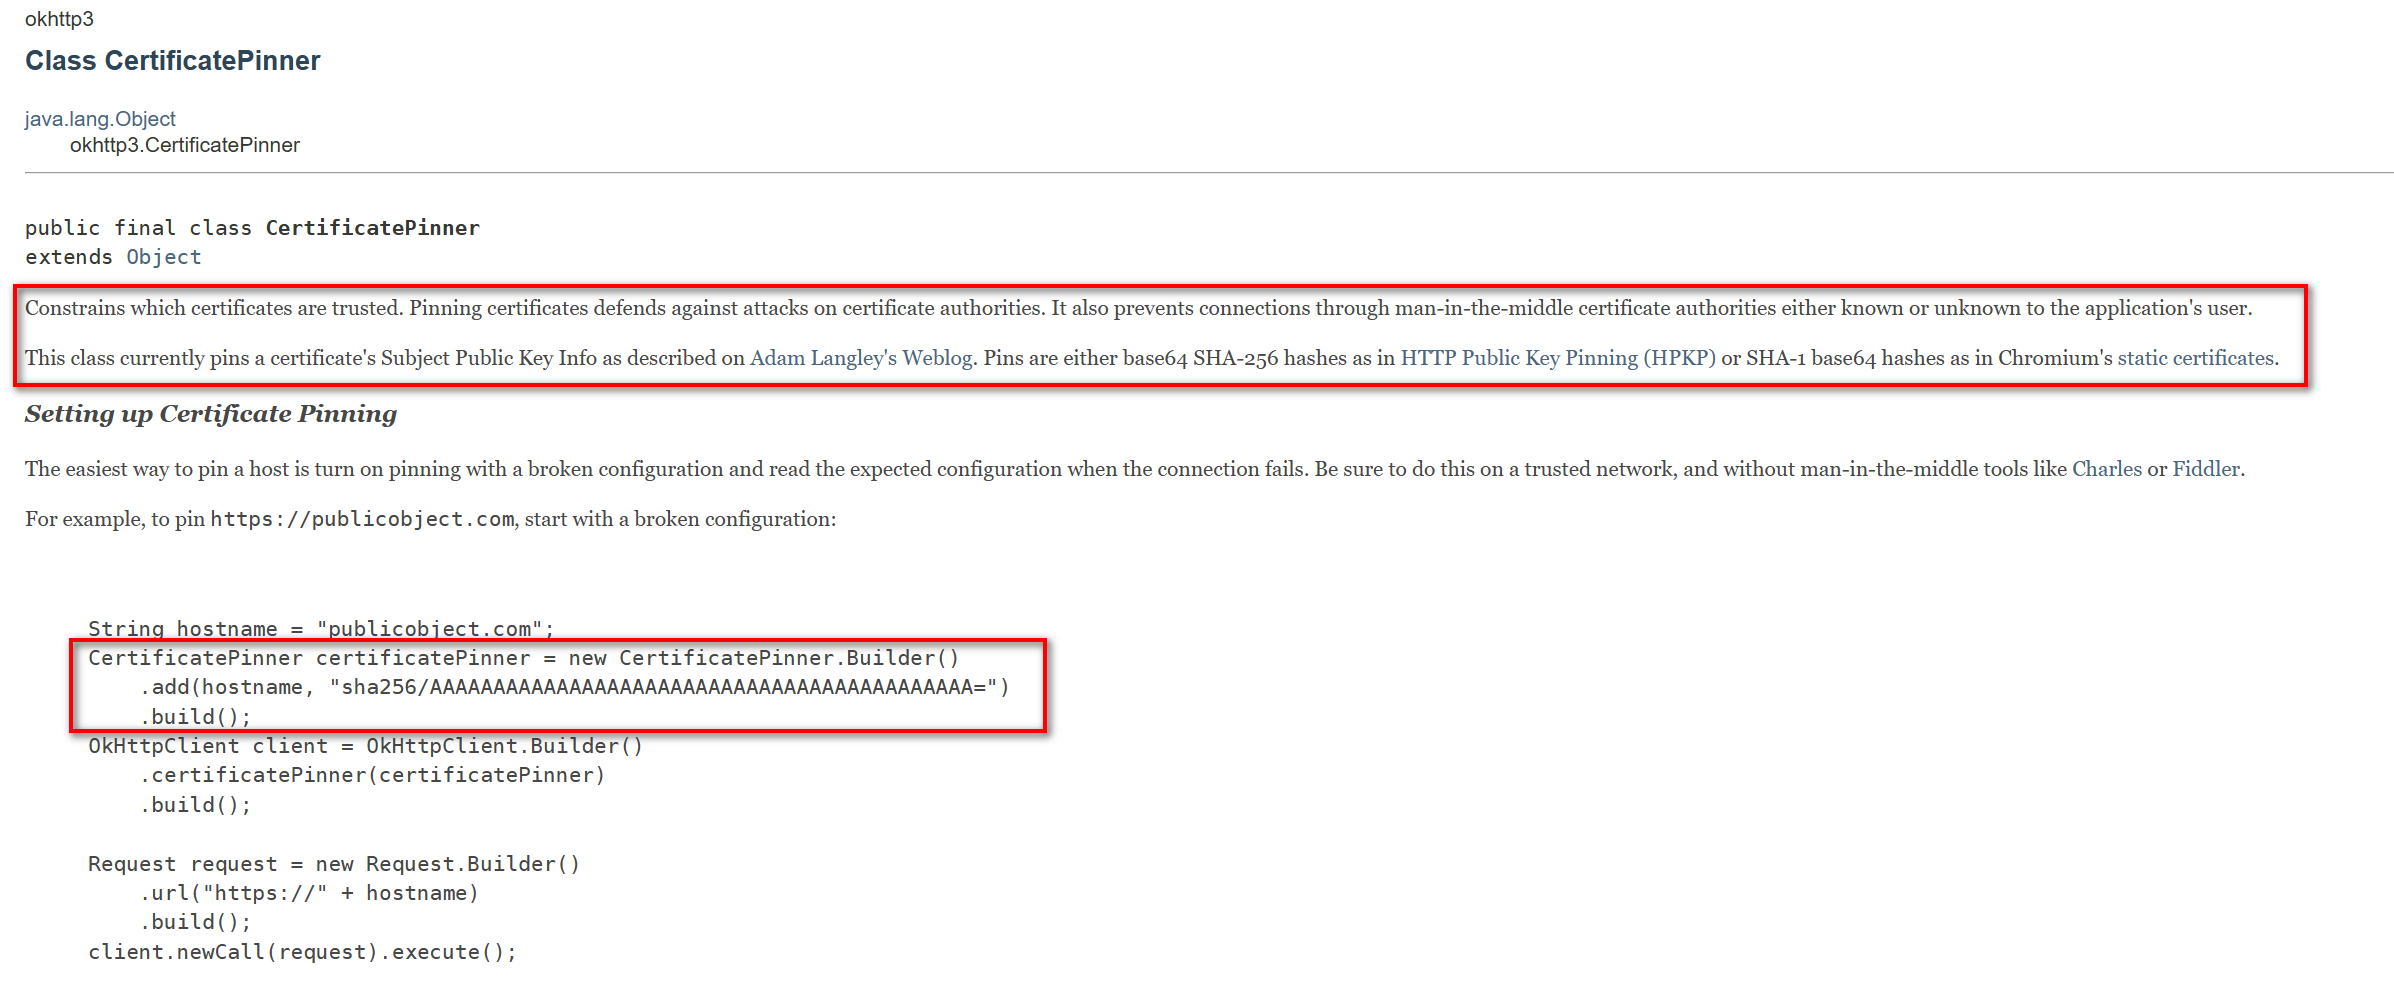 okhttp3
Class CertificatePinner
java.lang.Object
okhttp3.CertificatePinner
public final class CertificatePinner
extends Object
Constrains which certificates are trusted. Pinning certificates defends against attacks on certificate authorities. It also prevents connections through man-in-the-middle certificate authorities either known or unknown to the application's user.
This class currently pins a certificate's Subject Public Key Info as described on Adam Langley's Weblog. Pins are either base64 SHA-256 hashes as in HTTP Public Key Pinning (HPKP) or SHA-1 base64 hashes as in Chromium's static certificates.
Setting up Certificate Pinning
The easiest way to pin a host is turn on pinning with a broken configuration and read the expected configuration when the connection fails. Be sure to do this on a trusted network, and without man-in-the-middle tools like Charles or Fiddler.
For example, to pin https://publicobject.com, start with a broken configuration:
String hostname = "publicobject.com";
CertificatePinner certificatePinner = new CertificatePinner.Builder()
.add(hostname, "sha256/AAAAAAAAAAAAAAAAAAAAAAAAAAAAAAAAAAAAAAAAAAA=")
.build();
OkHttpClient client = OkHttpClient.Builder()
.certificatePinner(certificatePinner)
.build();
Request request = new Request.Builder()
.url("https://" + hostname)
.build();
client.newCall(request).execute();